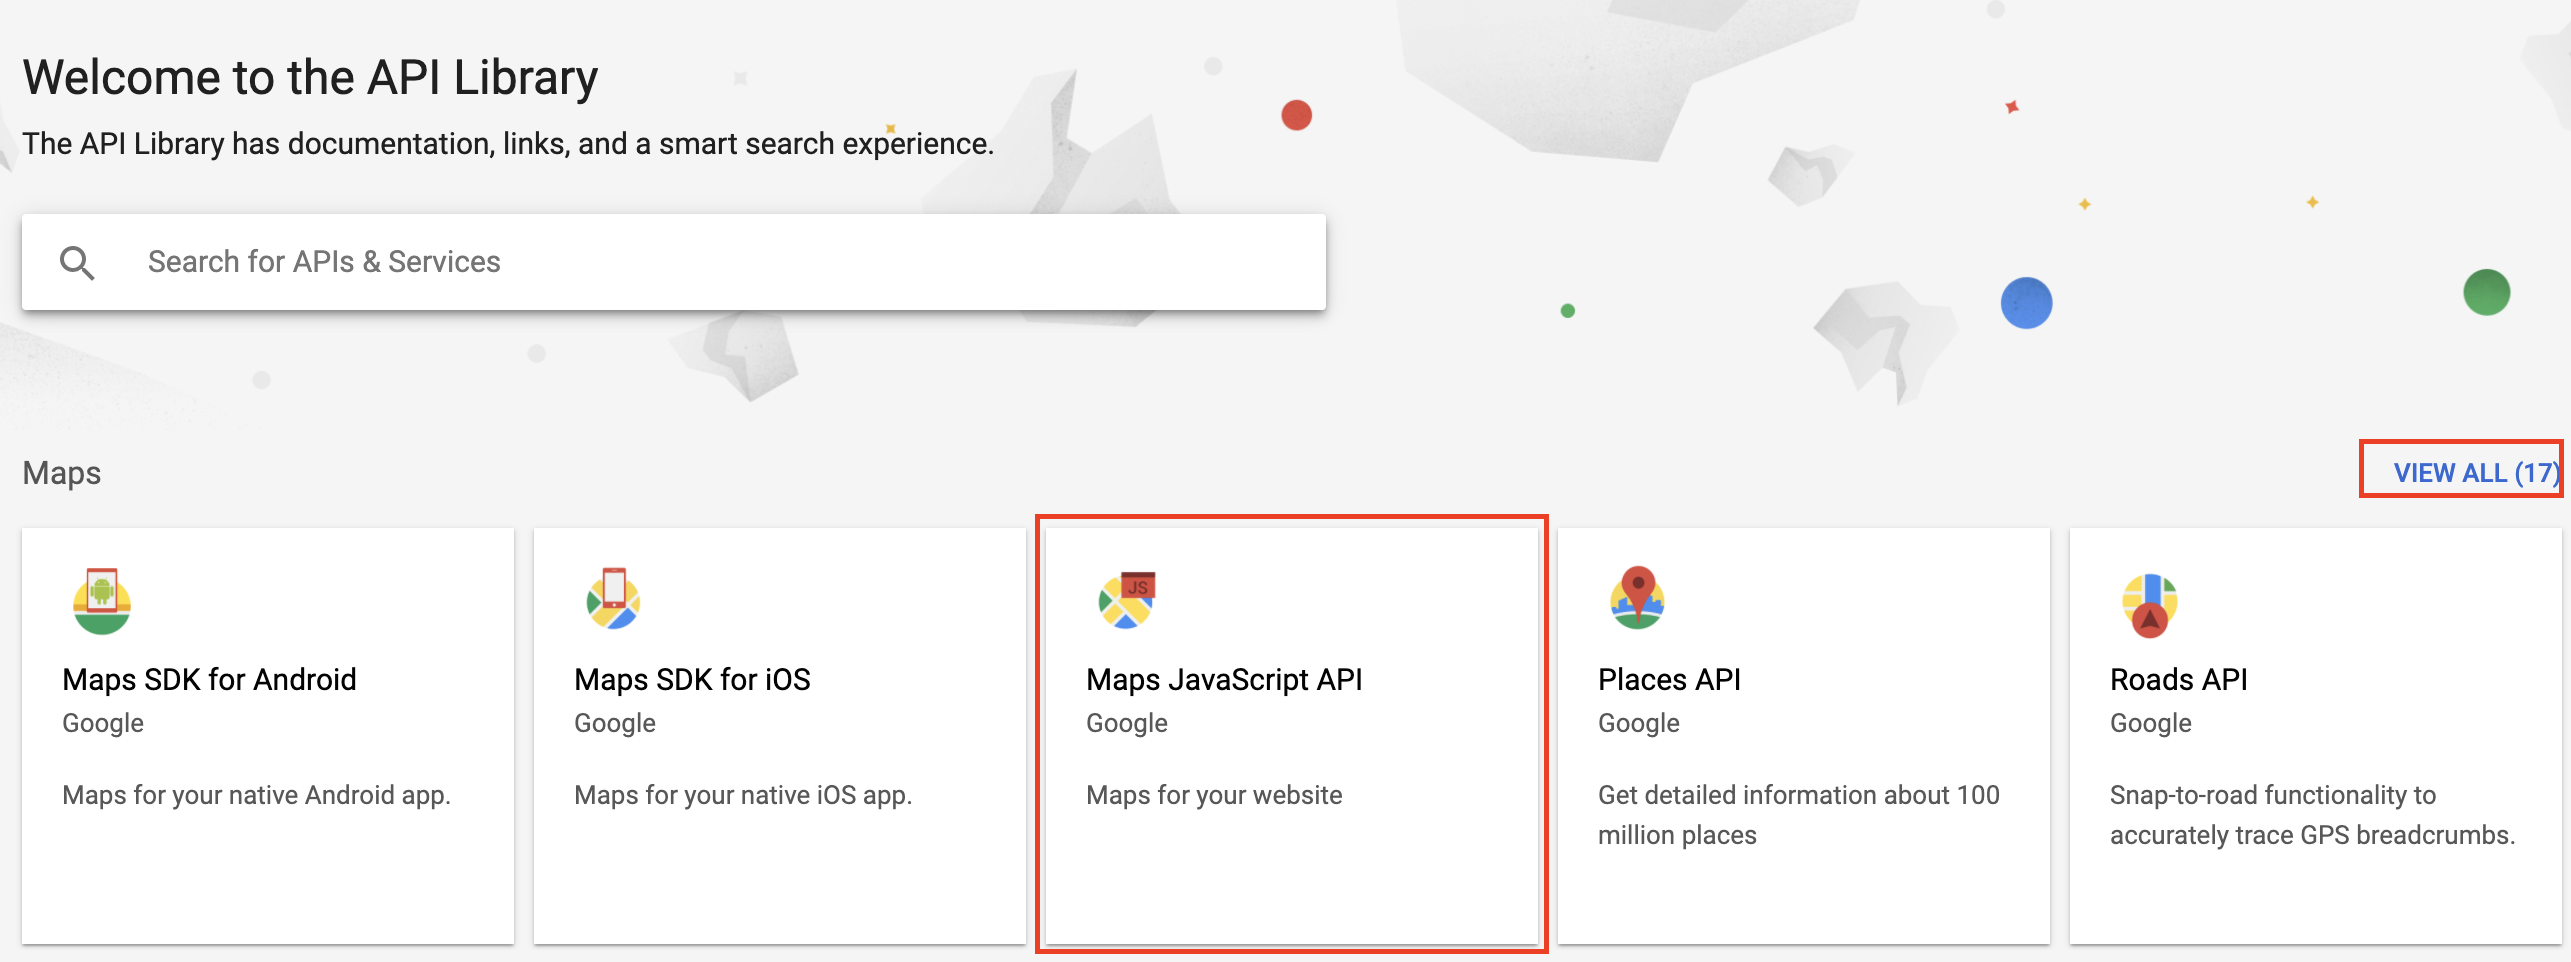 Welcome to the API Library
The API Library has documentation, links, and a smart search experience.
Search for APIs & Services
Maps
VIEW ALL (17)
Maps SDK for Android
Google
Maps for your native Android app.
Maps SDK for iOS
Google
Maps for your native iOS app.
JS
Maps JavaScript API
Google
Maps for your website
Places API
Google
Get detailed information about 100
million places
Roads API
Google
Snap-to-road functionality to
accurately trace GPS breadcrumbs.